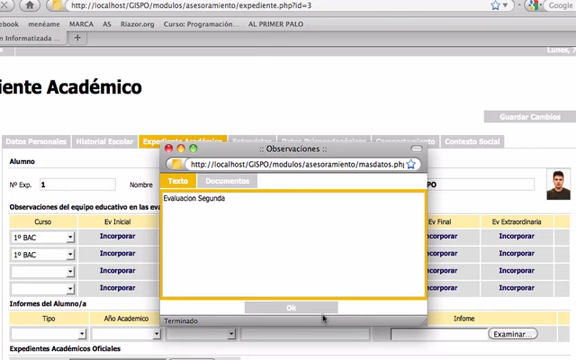 http://localhost/GISPO/modulos/asesoramiento/expediente.php?id=3
ebook menéame MARCA AS Riazor.org Curso: Programación... AL PRIMER PALO
n Informatizada ...
Lunes, 7
iente Académico
Guardar Cambios
Datos Personales Historial Escolar Expediente Académico Contexto Social
:: Observaciones ::
http://localhost/GISPO/modulos/asesoramiento/masdatos.php
Texto Documentos
Evaluacion Segunda
Alumno
Nº Exp. 1 Nombre
Observaciones del equipo educativo en las eva
Curso Ev Inicial Ev Final Ev Extraordinaria
1º BAC Incorporar Incorporar Incorporar
1º BAC Incorporar Incorporar Incorporar
Incorporar Incorporar Incorporar
Incorporar Incorporar Incorporar
Ok
Terminado
Informes del Alumno/a
Tipo Año Academico Infome
Examinar...
Expedientes Académicos Oficiales